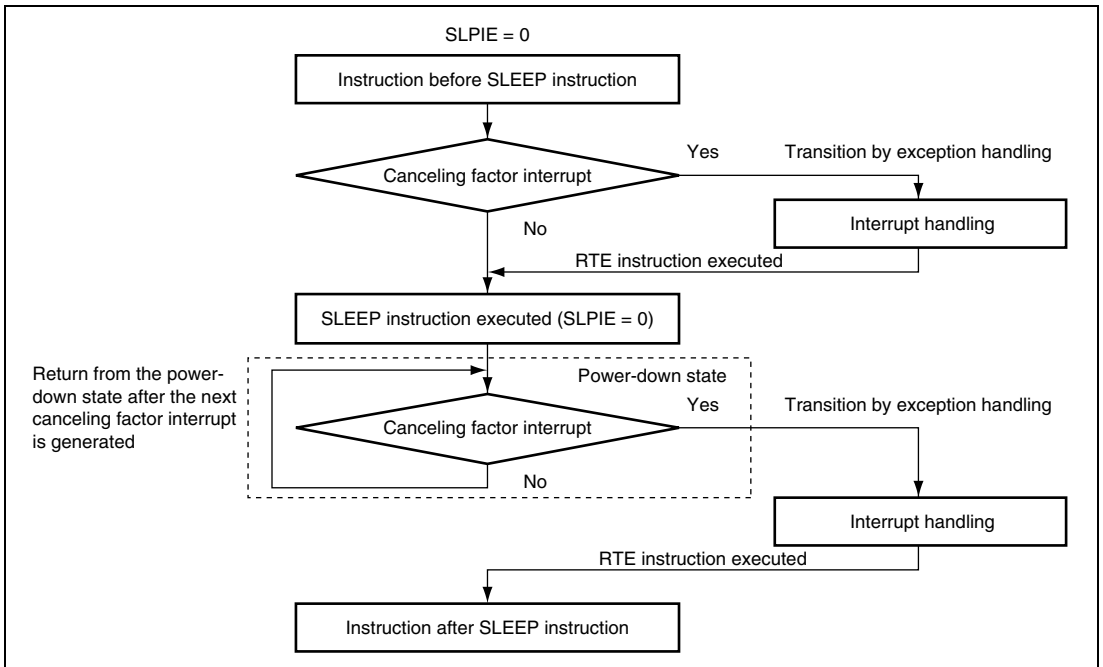 SLPIE = 0
Instruction before SLEEP instruction
Yes
Transition by exception handling
Canceling factor interrupt
Interrupt handling
No
RTE instruction executed
SLEEP instruction executed (SLPIE = 0)
Return from the power-
down state after the next
canceling factor interrupt
is generated
Power-down state
Yes
Transition by exception handling
Canceling factor interrupt
No
Interrupt handling
RTE instruction executed
Instruction after SLEEP instruction